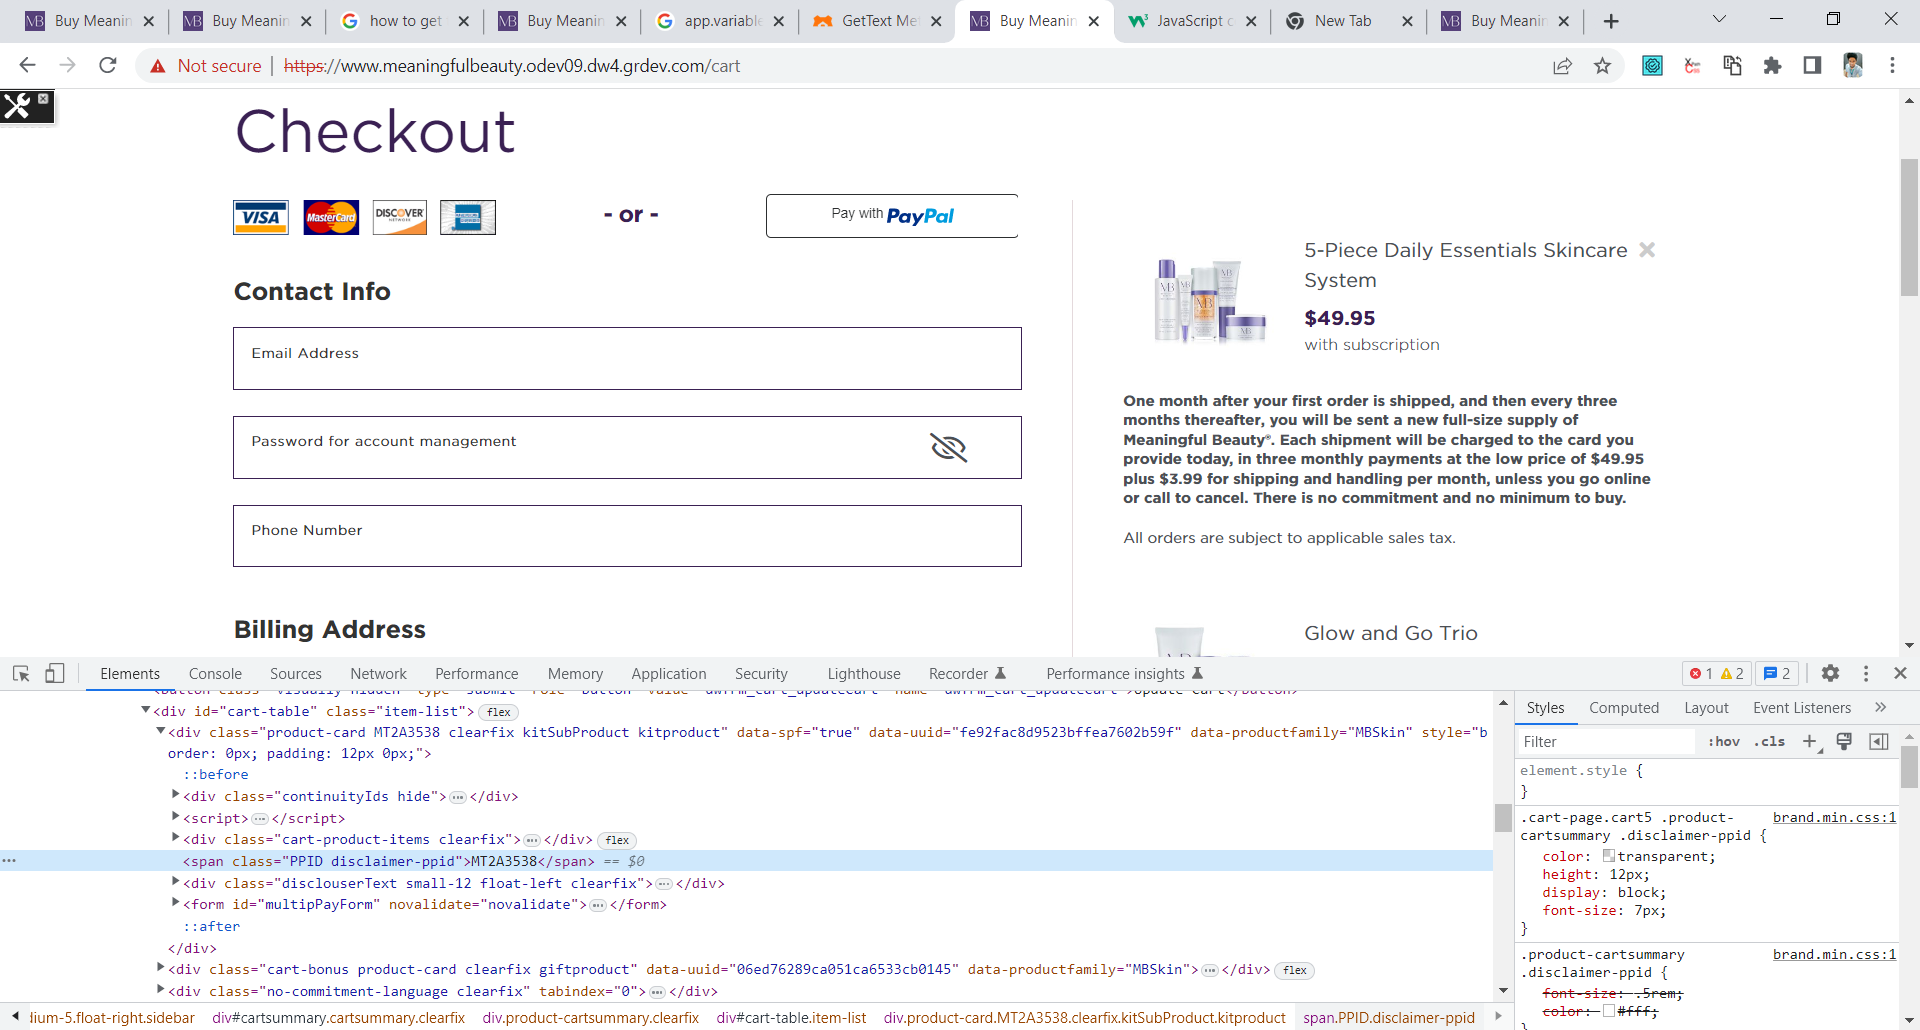 Buy Meanin
Buy Meanin
how to get
Buy Meanin
app.variable
GetText Me
Buy Meanin
JavaScript c
New Tab
Buy Meanin
Not secure
https://www.meaningfulbeauty.odev09.dw4.grdev.com/cart
Checkout
VISA
MasterCard
DISCOVER
- or -
Pay with PayPal
Contact Info
Email Address
Password for account management
Phone Number
Billing Address
5-Piece Daily Essentials Skincare
System
$49.95
with subscription
One month after your first order is shipped, and then every three
months thereafter, you will be sent a new full-size supply of
Meaningful Beauty®. Each shipment will be charged to the card you
provide today, in three monthly payments at the low price of $49.95
plus $3.99 for shipping and handling per month, unless you go online
or call to cancel. There is no commitment and no minimum to buy.
All orders are subject to applicable sales tax.
Glow and Go Trio
Elements Console Sources Network Performance Memory Application Security Lighthouse Recorder Performance insights
1 2 2
<div id="cart-table" class="item-list"> flex
<div class="product-card MT2A3538 clearfix kitSubProduct kitproduct" data-spf="true" data-uuid="fe92fac8d9523bffea7602b59f" data-productfamily="MBSkin" style="b
order: 0px; padding: 12px 0px;">
::before
<div class="continuityIds hide">…</div>
<script>…</script>
<div class="cart-product-items clearfix">…</div> flex
<span class="PPID disclaimer-ppid">MT2A3538</span> == $0
<div class="disclouserText small-12 float-left clearfix">…</div>
<form id="multipPayForm" novalidate="novalidate">…</form>
::after
</div>
<div class="cart-bonus product-card clearfix giftproduct" data-uuid="06ed76289ca051ca6533cb0145" data-productfamily="MBSkin">…</div> flex
<div class="no-commitment-language clearfix" tabindex="0">…</div>
dium-5.float-right.sidebar div#cartsummary.cartsummary.clearfix div.product-cartsummary.clearfix div#cart-table.item-list div.product-card.MT2A3538.clearfix.kitSubProduct.kitproduct span.PPID.disclaimer-ppid
Styles Computed Layout Event Listeners
Filter :hov .cls
element.style {
}
.cart-page.cart5 .product- brand.min.css:1
cartsummary .disclaimer-ppid {
color: transparent;
height: 12px;
display: block;
font-size: 7px;
}
.product-cartsummary brand.min.css:1
.disclaimer-ppid {
font-size: .5rem;
color: #fff;